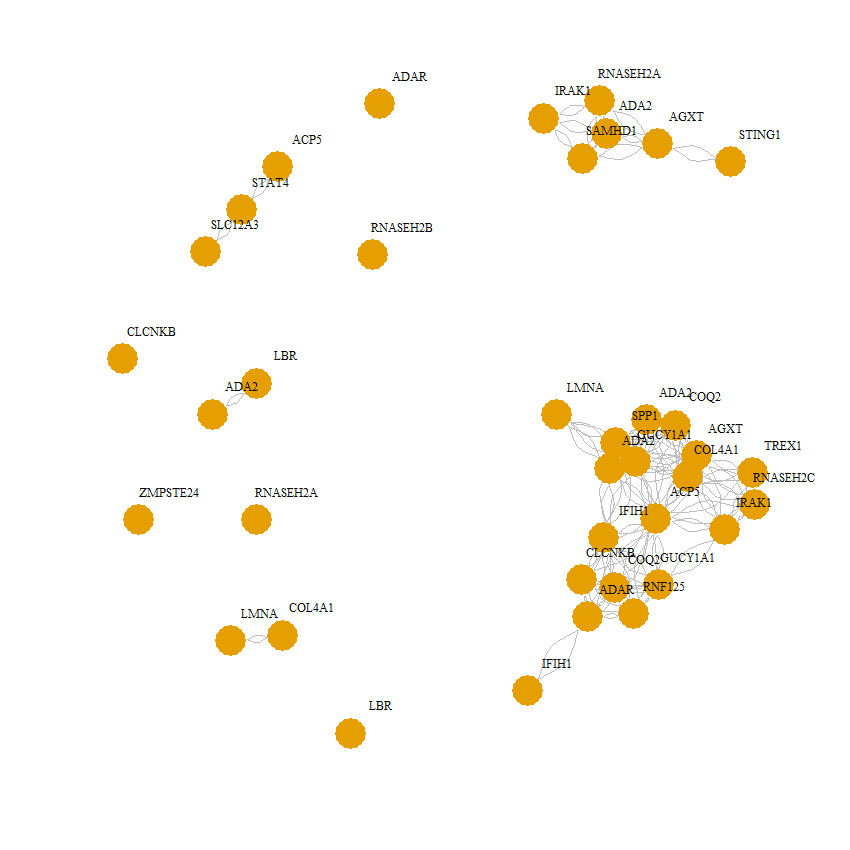 RNASEH2A
ADAR
IRAK1
ADA2
AGXT
SAMHD1
STING1
ACP5
STAT4
SLC12A3
RNASEH2B
CLCNKB
LBR
ADA2
LMNA
ADA2
COQ2
SPP1
AGXT
GUCY1A1
ADA2
TREX1
COL4A1
RNASEH2C
ZMPSTE24
RNASEH2A
ACP5
IRAK1
IFIH1
CLCNKB
COQ2
GUCY1A1
ADAR
RNF125
LMNA
COL4A1
IFIH1
LBR